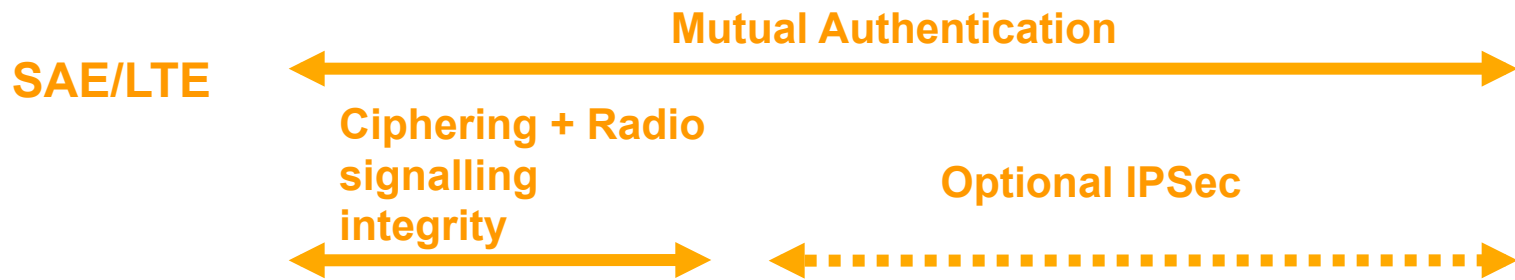 Mutual Authentication
SAE/LTE
Ciphering + Radio
signalling
integrity
Optional IPSec